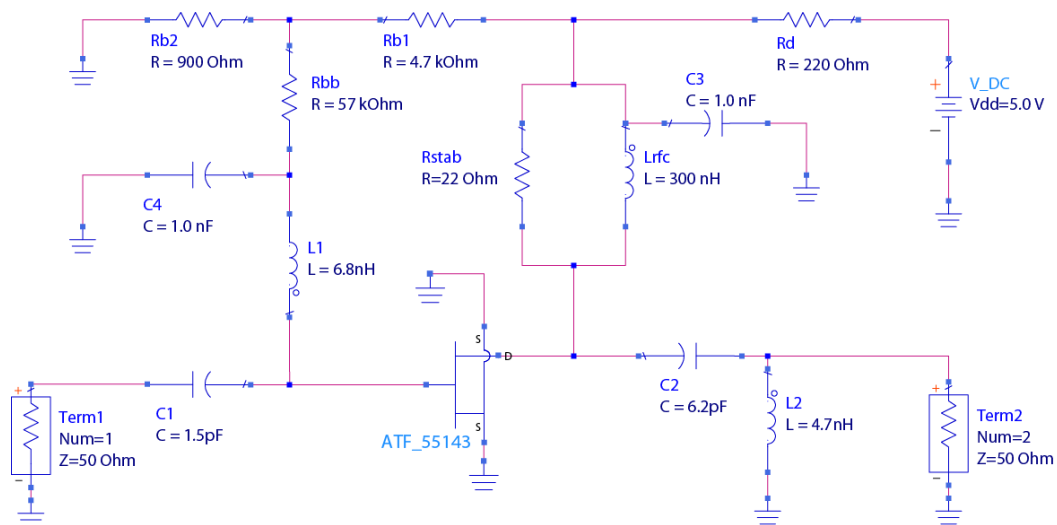 Rb2
R = 900 Ohm
Rb1
R = 4.7 kOhm
Rd
R = 220 Ohm
Rbb
R = 57 kOhm
C3
C = 1.0 nF
+
V_DC
Vdd=5.0 V
−
Rstab
R=22 Ohm
Lrfc
L = 300 nH
C4
C = 1.0 nF
L1
L = 6.8nH
S
D
S
ATF_55143
+
Term1
Num=1
Z=50 Ohm
−
C1
C = 1.5pF
C2
C = 6.2pF
L2
L = 4.7nH
+
Term2
Num=2
Z=50 Ohm
−